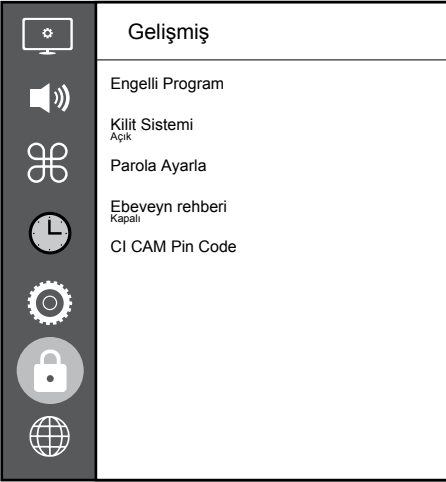 Gelişmiş
Engelli Program
Kilit Sistemi
Açık
Parola Ayarla
Ebeveyn rehberi
Kapalı
CI CAM Pin Code